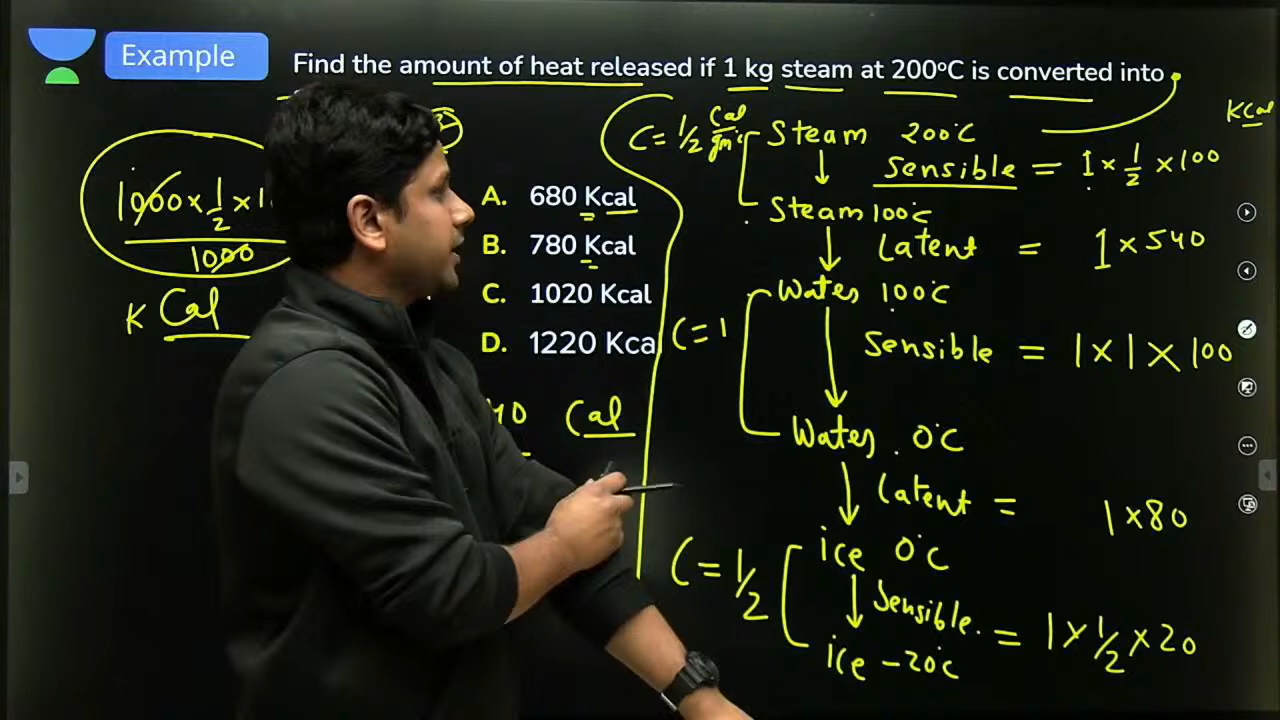 Example
Find the amount of heat released if 1 kg steam at 200°C is converted into
KCal
C = 1/2 Cal/gm°C
Steam 200°C
Sensible = 1 × 1/2 × 100
Steam 100°C
Latent = 1 × 540
Water 100°C
C = 1
Sensible = 1 × 1 × 100
Water 0°C
Latent = 1 × 80
ice 0°C
C = 1/2
Sensible = 1 × 1/2 × 20
ice -20°C
1000 × 1/2 ×
1000
K Cal
A. 680 Kcal
B. 780 Kcal
C. 1020 Kcal
D. 1220 Kca
Cal